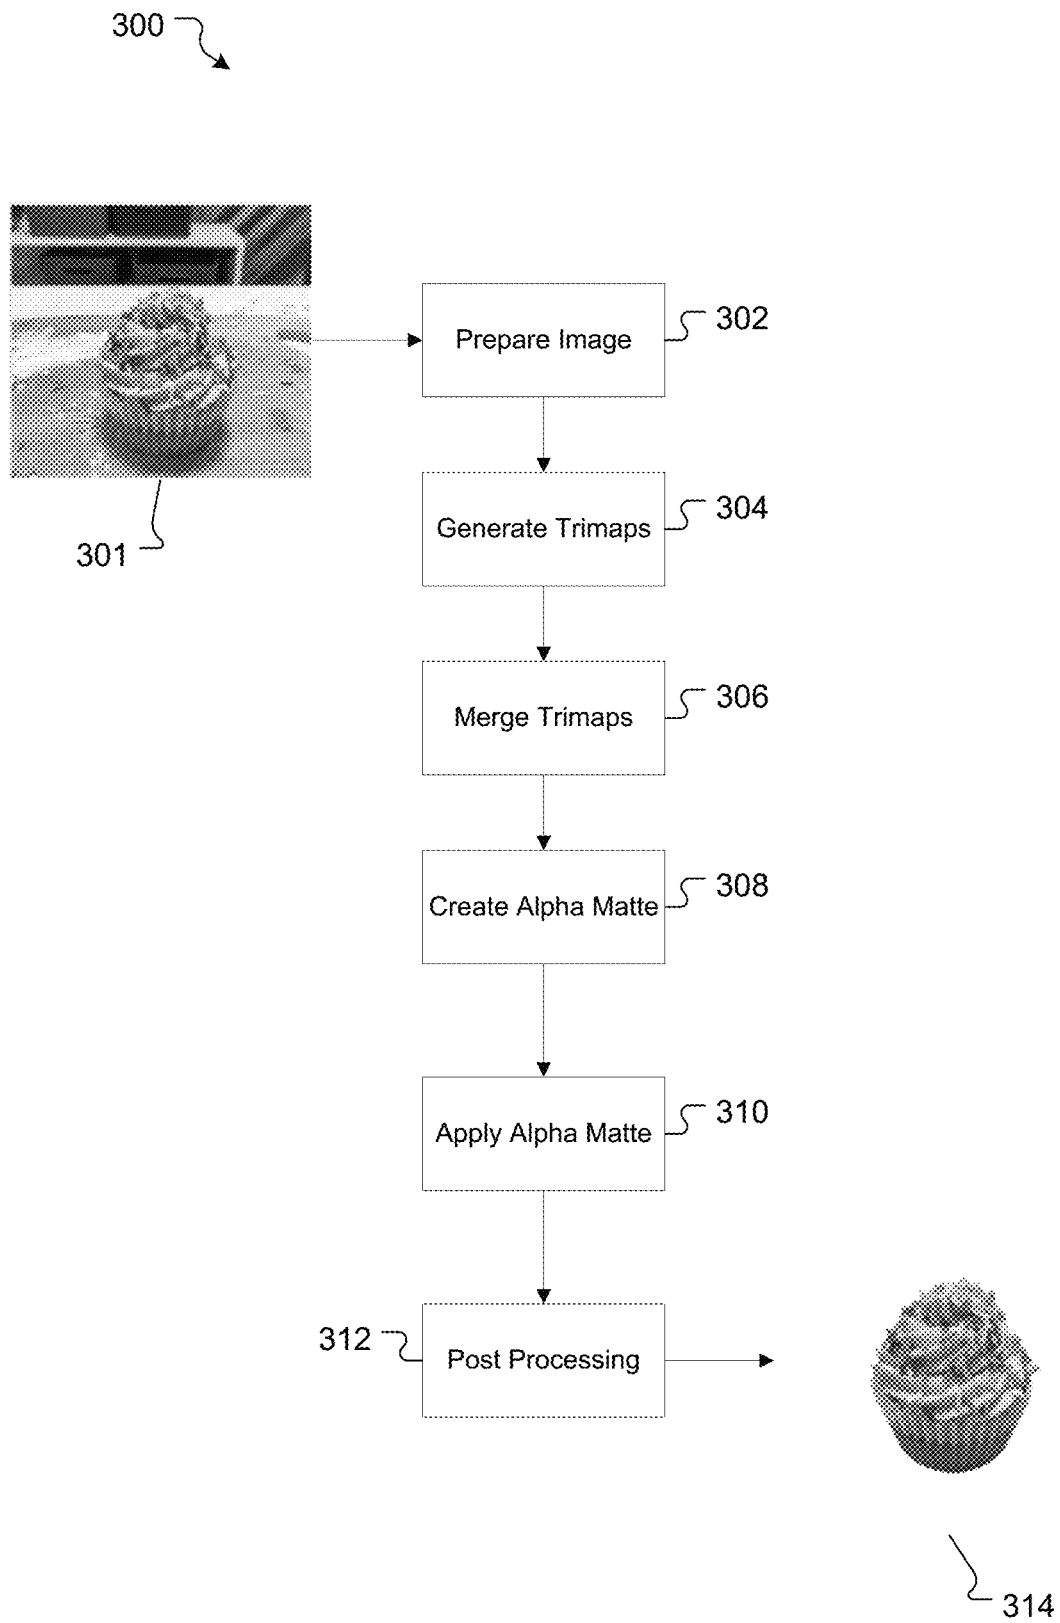 300
Prepare Image
302
301
Generate Trimaps
304
Merge Trimaps
306
Create Alpha Matte
308
Apply Alpha Matte
310
312
Post Processing
314